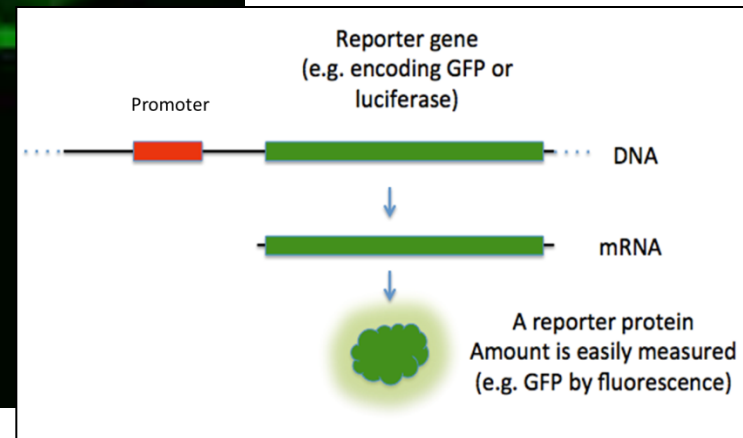 Reporter gene
(e.g. encoding GFP or
luciferase)
Promoter
DNA
mRNA
A reporter protein
Amount is easily measured
(e.g. GFP by fluorescence)